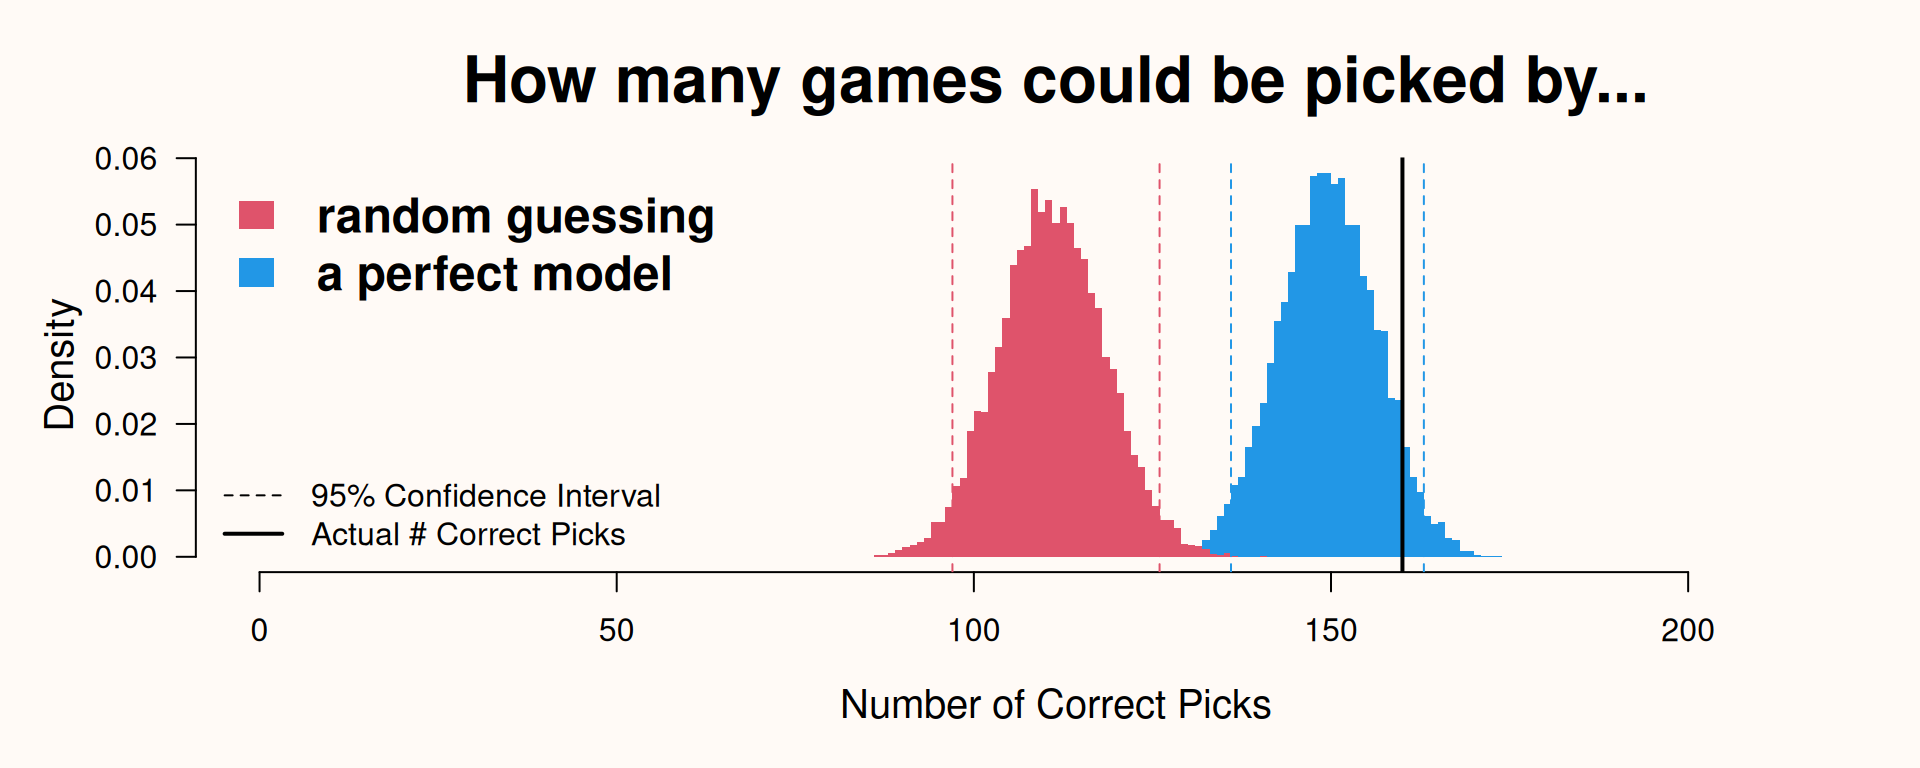 How many games could be picked by...
0.06
0.05
0.04
0.03
0.02
0.01
0.00
Density
random guessing
a perfect model
95% Confidence Interval
Actual # Correct Picks
0 50 100 150 200
Number of Correct Picks